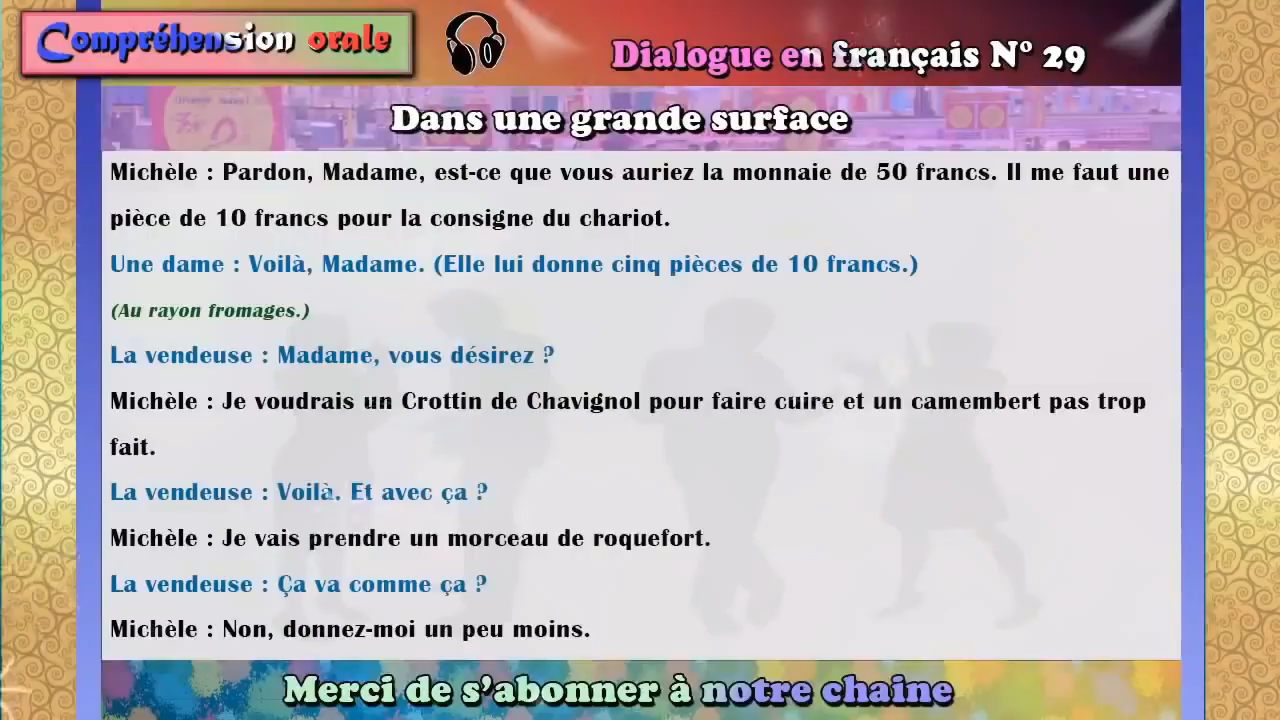 Compréhension orale
Dialogue en français N° 29
Dans une grande surface
Michèle : Pardon, Madame, est-ce que vous auriez la monnaie de 50 francs. Il me faut une
pièce de 10 francs pour la consigne du chariot.
Une dame : Voilà, Madame. (Elle lui donne cinq pièces de 10 francs.)
(Au rayon fromages.)
La vendeuse : Madame, vous désirez ?
Michèle : Je voudrais un Crottin de Chavignol pour faire cuire et un camembert pas trop
fait.
La vendeuse : Voilà. Et avec ça ?
Michèle : Je vais prendre un morceau de roquefort.
La vendeuse : Ça va comme ça ?
Michèle : Non, donnez-moi un peu moins.
Merci de s'abonner à notre chaine